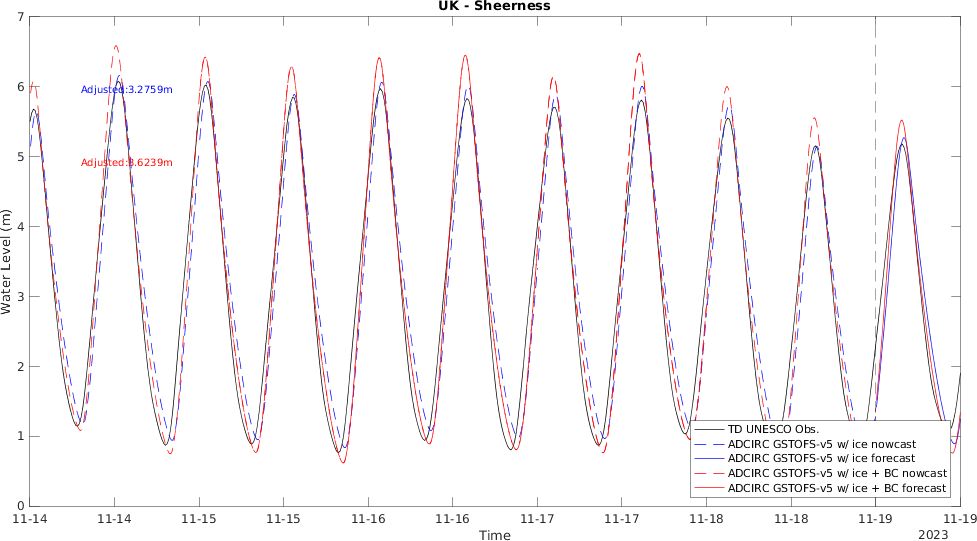 UK - Sheerness
7
6
5
4
3
2
1
0
Water Level (m)
Adjusted:3.2759m
Adjusted:3.6239m
TD UNESCO Obs.
ADCIRC GSTOFS-v5 w/ ice nowcast
ADCIRC GSTOFS-v5 w/ ice forecast
ADCIRC GSTOFS-v5 w/ ice + BC nowcast
ADCIRC GSTOFS-v5 w/ ice + BC forecast
11-14 11-14 11-15 11-15 11-16 11-16 11-17 11-17 11-18 11-18 11-19 11-19
Time
2023